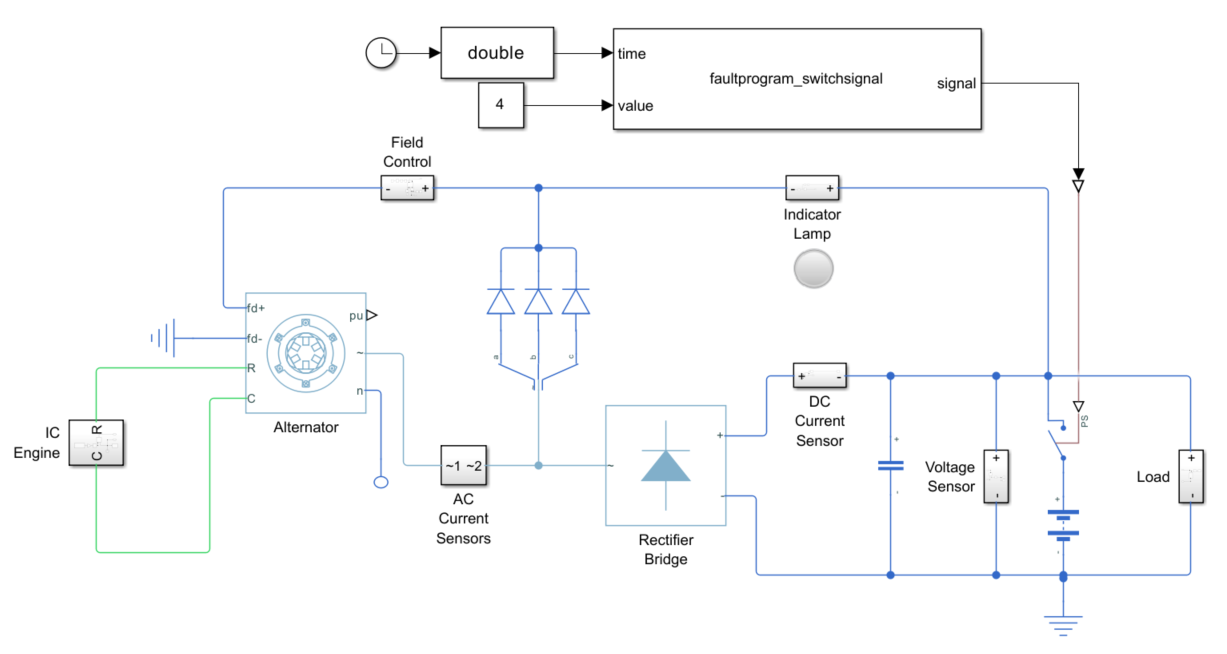 double
time
faultprogram_switchsignal
signal
4
value
Field
Control
- +
- +
Indicator
Lamp
fd+
pu
fd-
a
b
c
~
R
n
C
Alternator
+ -
DC
Current
Sensor
PS
IC
Engine
R
C
~1 ~2
AC
Current
Sensors
+
~
-
Rectifier
Bridge
+
-
Voltage
Sensor
+
-
+
-
Load
+
-